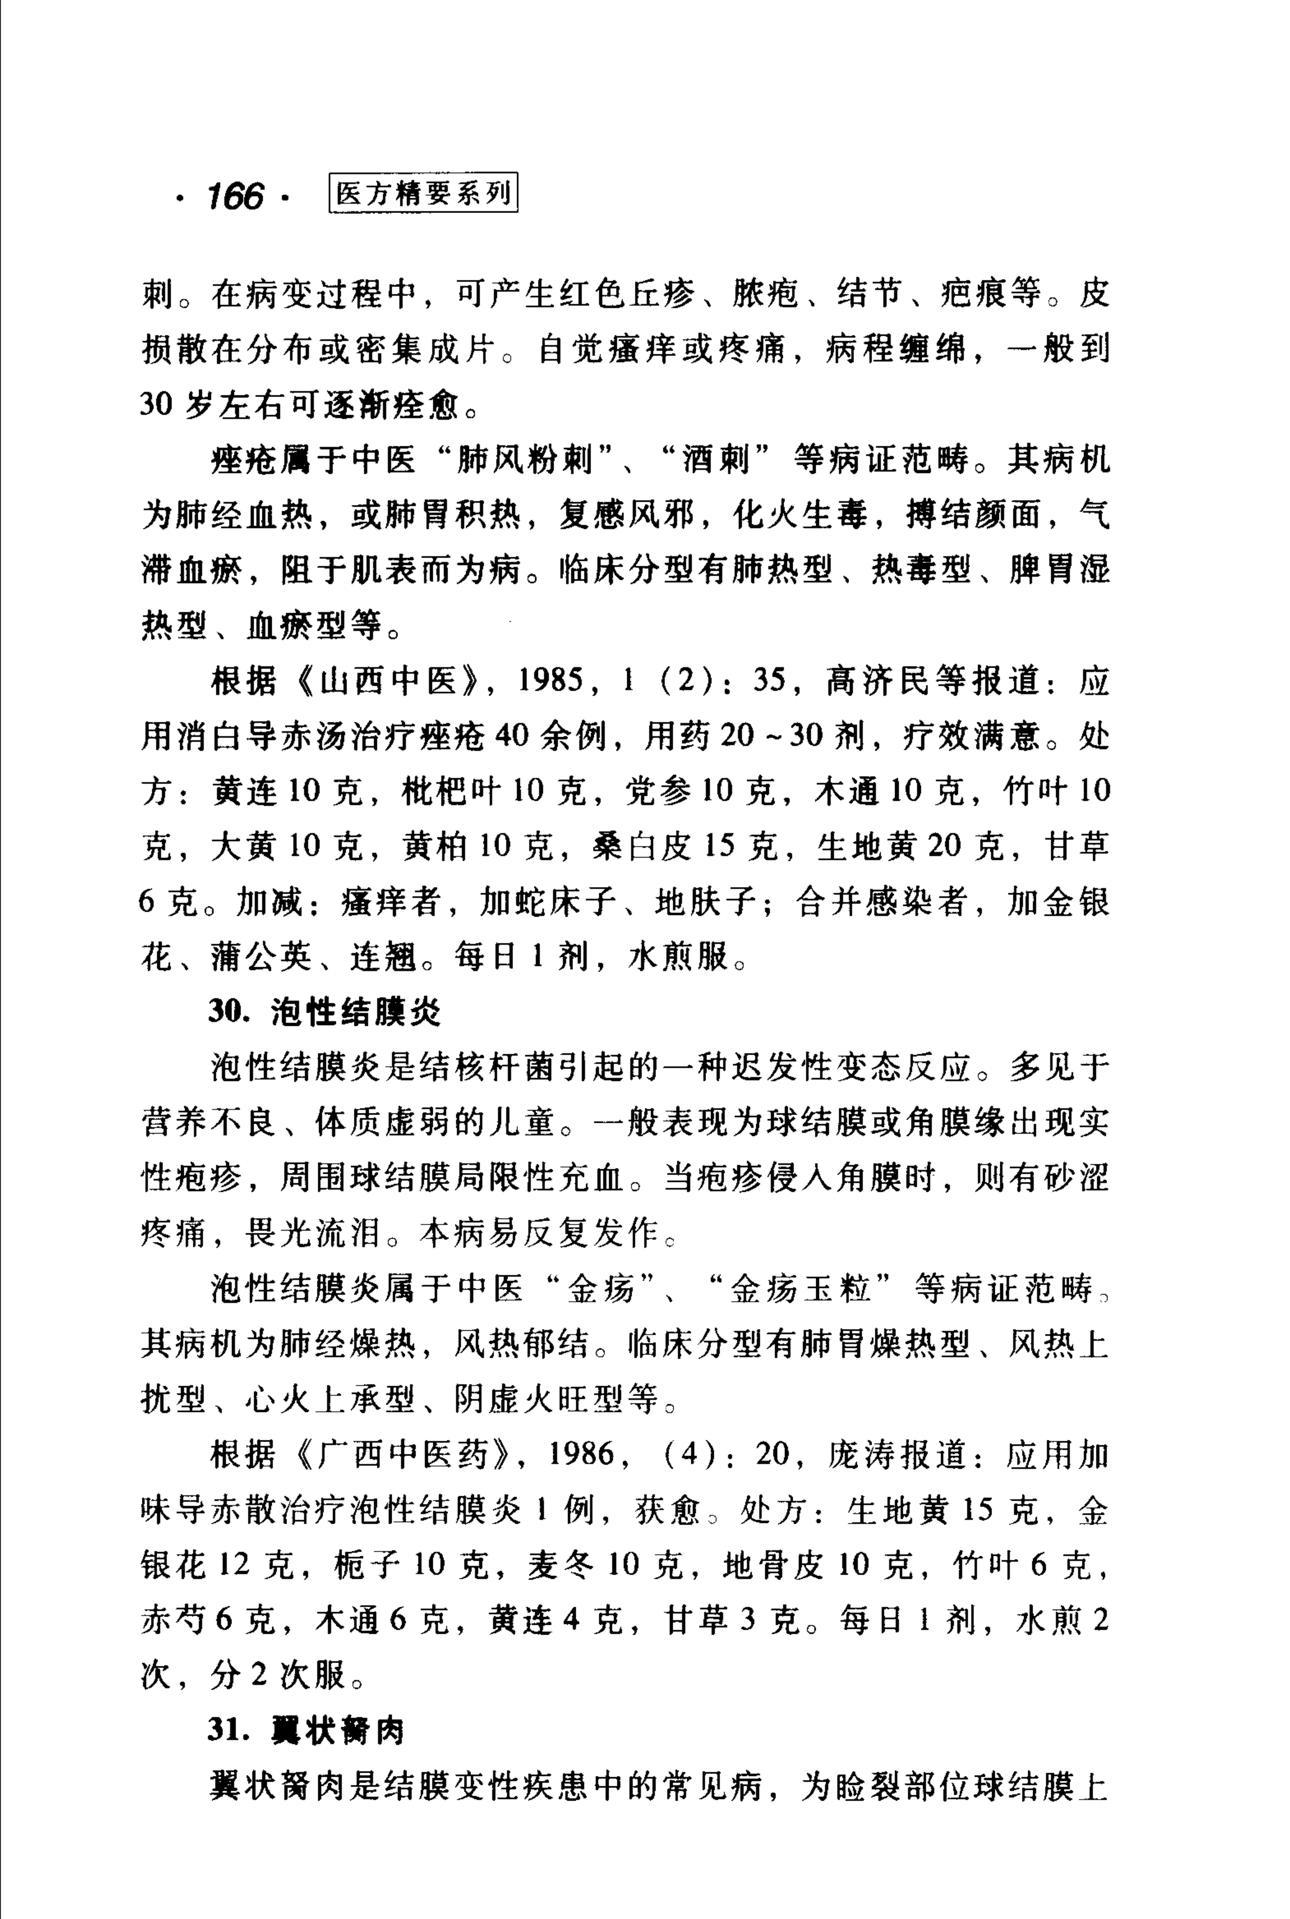 ·166· 医方精要系列
刺。在病变过程中，可产生红色丘疹、脓疱、结节、疤痕等。皮
损散在分布或密集成片。自觉瘙痒或疼痛，病程缠绵，一般到
30 岁左右可逐渐痊愈。
痤疮属于中医“肺风粉刺”、“酒刺” 等病证范畴。其病机
为肺经血热，或肺胃积热，复感风邪，化火生毒，搏结颜面，气
滞血瘀，阻于肌表而为病。临床分型有肺热型、热毒型、脾胃湿
热型、血瘀型等。
根据《山西中医》，1985，1（2）：35，高济民等报道：应
用消白导赤汤治疗痤疮 40 余例，用药 20～30 剂，疗效满意。处
方：黄连 10 克，枇杷叶 10 克，党参 10 克，木通 10 克，竹叶 10
克，大黄 10 克，黄柏 10 克，桑白皮 15 克，生地黄 20 克，甘草
6 克。加减：瘙痒者，加蛇床子、地肤子；合并感染者，加金银
花、蒲公英、连翘。每日 1 剂，水煎服。
30. 泡性结膜炎
泡性结膜炎是结核杆菌引起的一种迟发性变态反应。多见于
营养不良、体质虚弱的儿童。一般表现为球结膜或角膜缘出现实
性疱疹，周围球结膜局限性充血。当疱疹侵入角膜时，则有砂涩
疼痛，畏光流泪。本病易反复发作。
泡性结膜炎属于中医“金疡”、“金疡玉粒” 等病证范畴。
其病机为肺经燥热，风热郁结。临床分型有肺胃燥热型、风热上
扰型、心火上承型、阴虚火旺型等。
根据《广西中医药》，1986，（4）：20，庞涛报道：应用加
味导赤散治疗泡性结膜炎 1 例，获愈。处方：生地黄 15 克，金
银花 12 克，栀子 10 克，麦冬 10 克，地骨皮 10 克，竹叶 6 克，
赤芍 6 克，木通 6 克，黄连 4 克，甘草 3 克。每日 1 剂，水煎 2
次，分 2 次服。
31. 翼状胬肉
翼状胬肉是结膜变性疾患中的常见病，为睑裂部位球结膜上